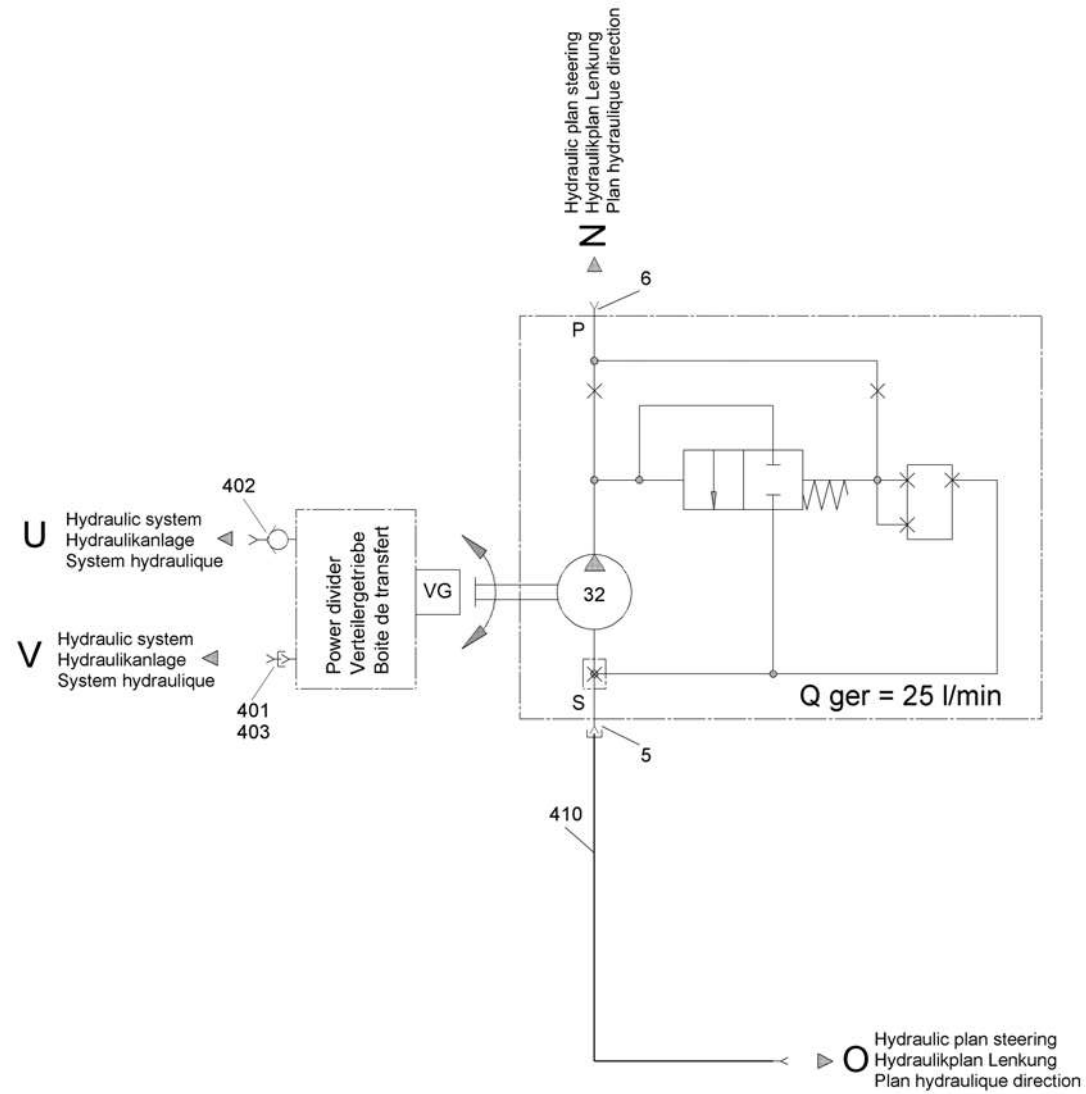 Hydraulic plan steering
Hydraulikplan Lenkung
Plan hydraulique direction
N
6
P
402
U
Hydraulic system
Hydraulikanlage
System hydraulique
Power divider
Verteilergetriebe
Boite de transfert
VG
32
V
Hydraulic system
Hydraulikanlage
System hydraulique
401
403
S
Q ger = 25 l/min
5
410
O
Hydraulic plan steering
Hydraulikplan Lenkung
Plan hydraulique direction